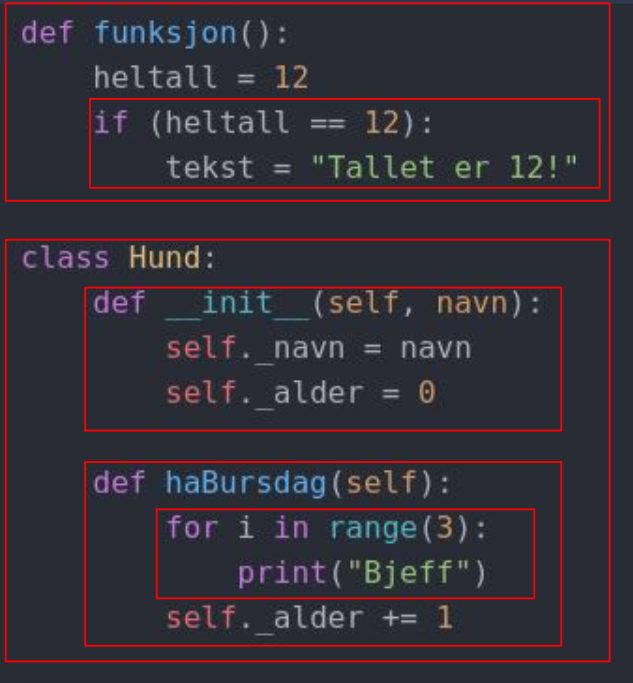 def funksjon():
    heltall = 12
    if (heltall == 12):
        tekst = "Tallet er 12!"
class Hund:
    def __init__(self, navn):
        self._navn = navn
        self._alder = 0
    def haBursdag(self):
        for i in range(3):
            print("Bjeff")
        self._alder += 1